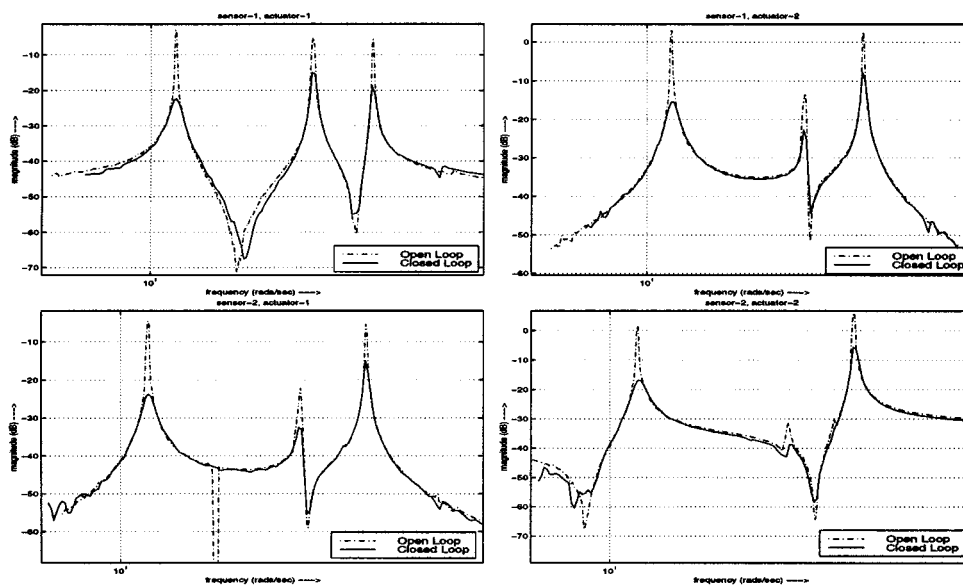 sensor-1, actuator-1
magnitude (dB) ---->
-10
-20
-30
-40
-50
-60
-70
10¹
frequency (rads/sec) ---->
Open Loop
Closed Loop
sensor-1, actuator-2
magnitude (dB) ---->
0
-10
-20
-30
-40
-50
-60
10¹
frequency (rads/sec) ---->
Open Loop
Closed Loop
sensor-2, actuator-1
magnitude (dB) ---->
-10
-20
-30
-40
-50
-60
10¹
frequency (rads/sec) ---->
Open Loop
Closed Loop
sensor-2, actuator-2
magnitude (dB) ---->
0
-10
-20
-30
-40
-50
-60
-70
10¹
frequency (rads/sec) ---->
Open Loop
Closed Loop